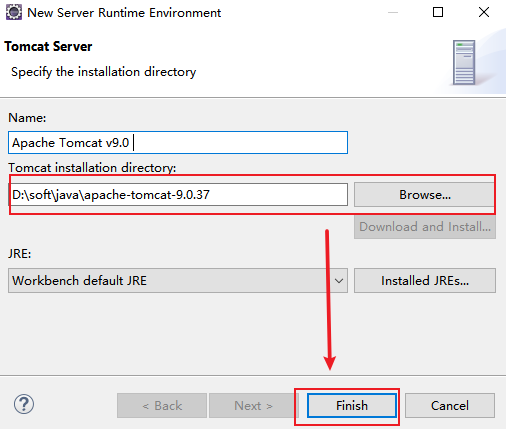 New Server Runtime Environment
Tomcat Server
Specify the installation directory
Name:
Apache Tomcat v9.0
Tomcat installation directory:
D:\soft\java\apache-tomcat-9.0.37 Browse...
Download and Install...
JRE:
Workbench default JRE Installed JREs...
? < Back Next > Finish Cancel